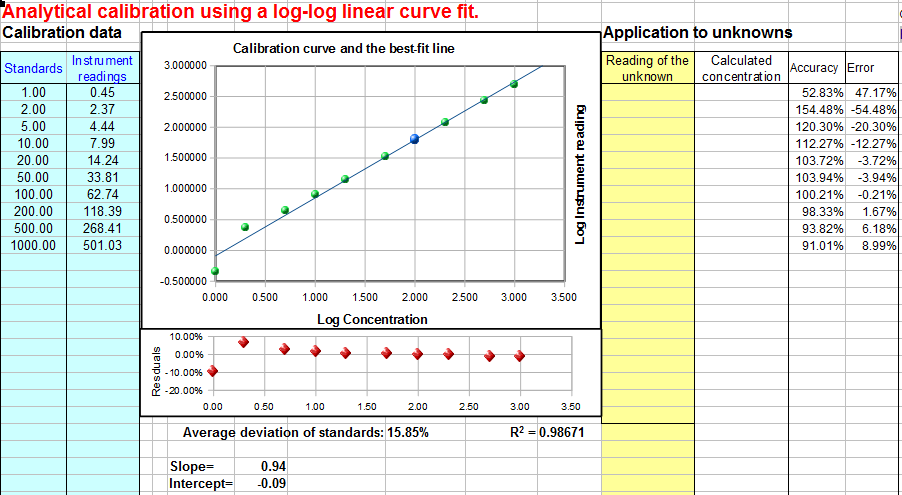 Analytical calibration using a log-log linear curve fit.
Calibration data
Application to unknowns
Standards Instrument readings
1.00 0.45
2.00 2.37
5.00 4.44
10.00 7.99
20.00 14.24
50.00 33.81
100.00 62.74
200.00 118.39
500.00 268.41
1000.00 501.03
Calibration curve and the best-fit line
3.000000
2.500000
2.000000
1.500000
1.000000
0.500000
0.000000
-0.500000
0.000 0.500 1.000 1.500 2.000 2.500 3.000 3.500
Log Concentration
Log Instrument reading
Resduals
10.00%
0.00%
-10.00%
-20.00%
0.00 0.50 1.00 1.50 2.00 2.50 3.00 3.50
Average deviation of standards: 15.85% R² = 0.98671
Slope= 0.94
Intercept= -0.09
Reading of the unknown
Calculated concentration
Accuracy Error
52.83% 47.17%
154.48% -54.48%
120.30% -20.30%
112.27% -12.27%
103.72% -3.72%
103.94% -3.94%
100.21% -0.21%
98.33% 1.67%
93.82% 6.18%
91.01% 8.99%